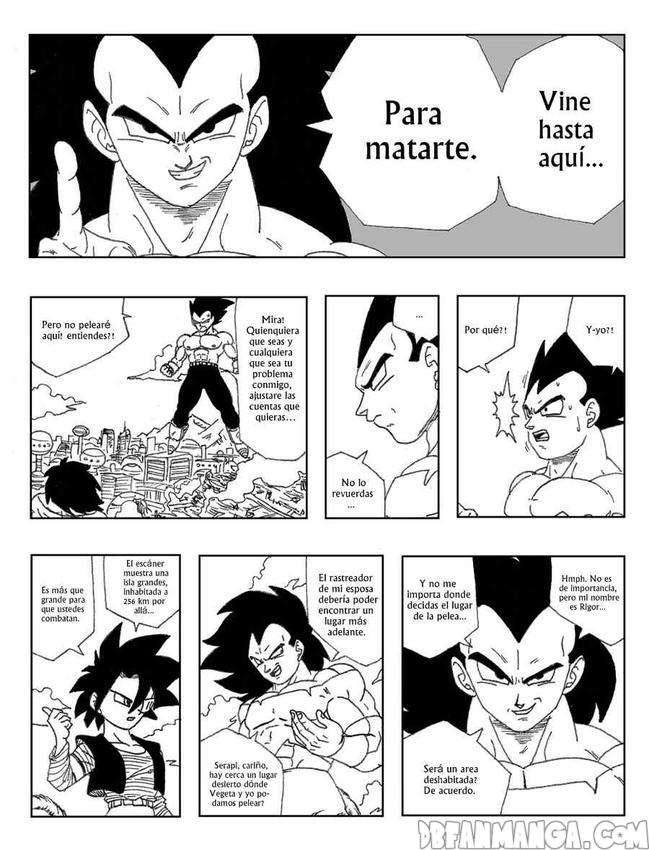 Vine
hasta
aquí...
Para
matarte.
Y-yo?!
Por qué?!
...
No lo
revuerdas
...
Mira!
Quienquiera
que seas y
cualquiera
que sea tu
problema
conmigo,
ajustare las
cuentas que
quieras...
Pero no pelearé
aquí! entiendes?!
Hmph. No es
de importancia,
pero mi nombre
es Rigor...
Y no me
importa donde
decidas el lugar
de la pelea...
Será un area
deshabitada?
De acuerdo.
El rastreador
de mi esposa
debería poder
encontrar un
lugar más
adelante.
Serapi, cariño,
hay cerca un lugar
desierto dónde
Vegeta y yo po-
damos pelear?
El escáner
muestra una
isla grandes,
inhabitada a
256 km por
allá...
Es más que
grande para
que ustedes
combatan.
DBFANMANGA.COM